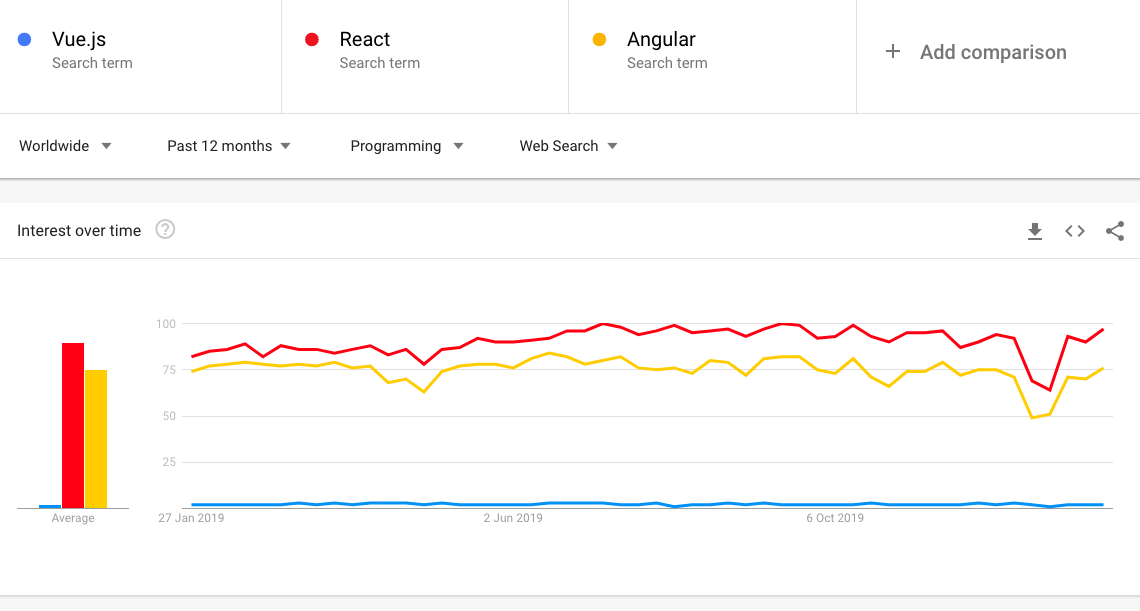 Vue.js
Search term
React
Search term
Angular
Search term
+ Add comparison
Worldwide
Past 12 months
Programming
Web Search
Interest over time ?
100
75
50
25
Average
27 Jan 2019
2 Jun 2019
6 Oct 2019